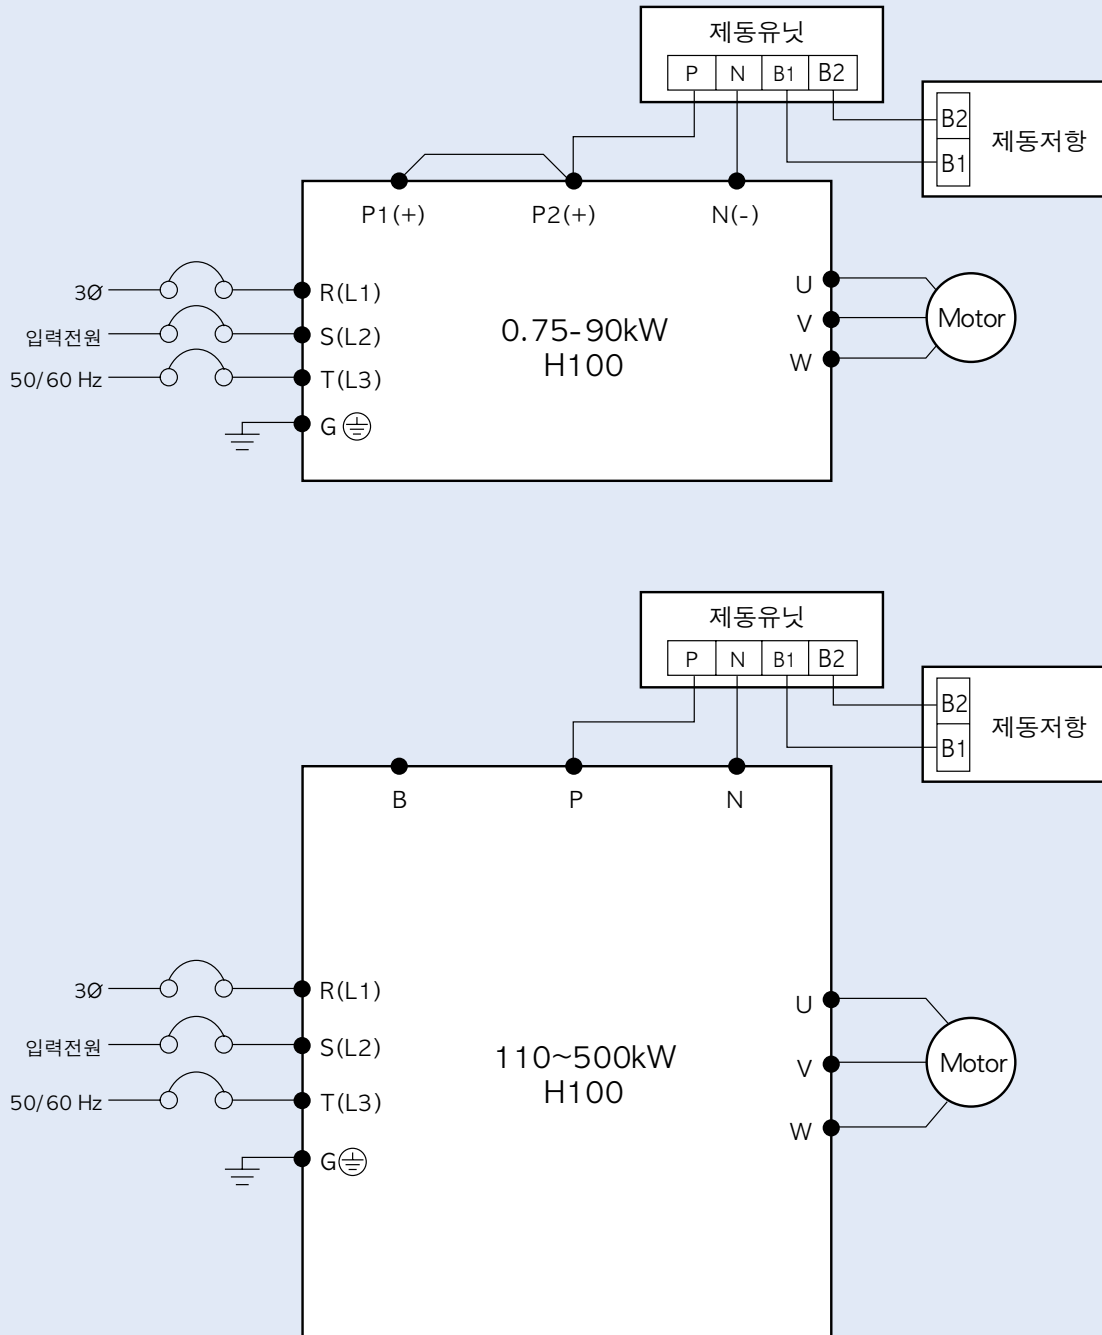 제동유닛
P N B1 B2
B2
제동저항
B1
P1(+) P2(+) N(-)
3Ø R(L1)
입력전원 S(L2)
50/60 Hz T(L3)
G
0.75-90kW
H100
U
V
W
Motor
제동유닛
P N B1 B2
B2
제동저항
B1
B P N
3Ø R(L1)
입력전원 S(L2)
50/60 Hz T(L3)
G
110~500kW
H100
U
V
W
Motor